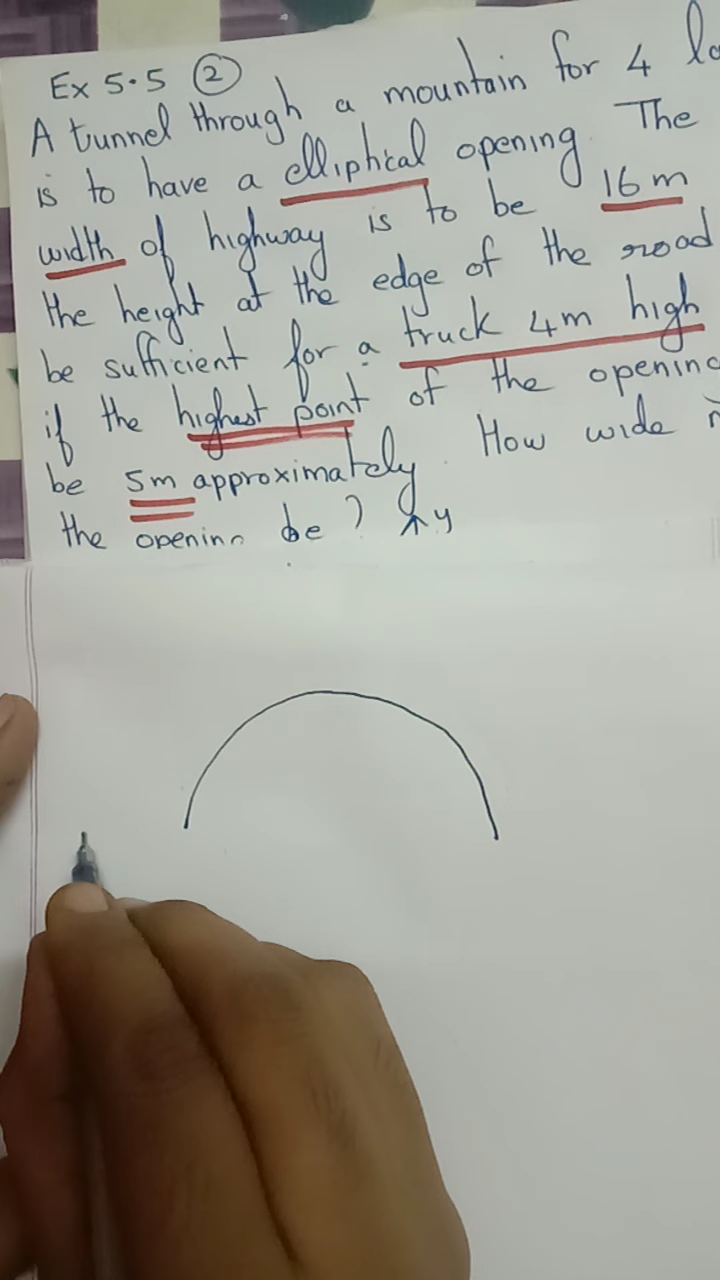 Ex 5.5 ②
A tunnel through a mountain for 4
is to have a elliptical opening. The
width of highway is to be 16m
the height at the edge of the road
be sufficient for a truck 4m high
if the highest point of the opening
be 5m approximately. How wide
the opening be? y